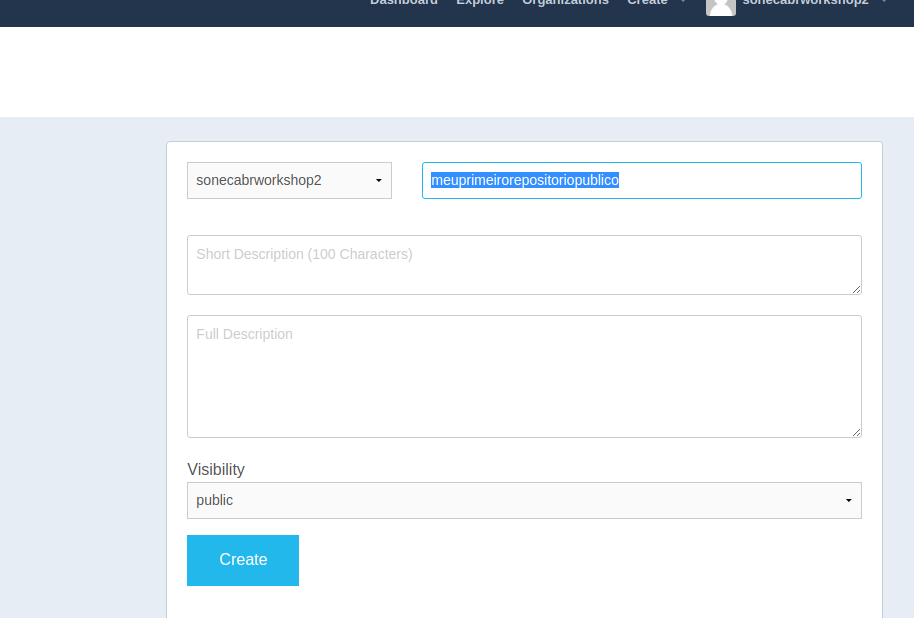 Dashboard Explore Organizations Create sonecabrworkshop2
sonecabrworkshop2 meuprimeirorepositoriopublico
Short Description (100 Characters)
Full Description
Visibility
public
Create